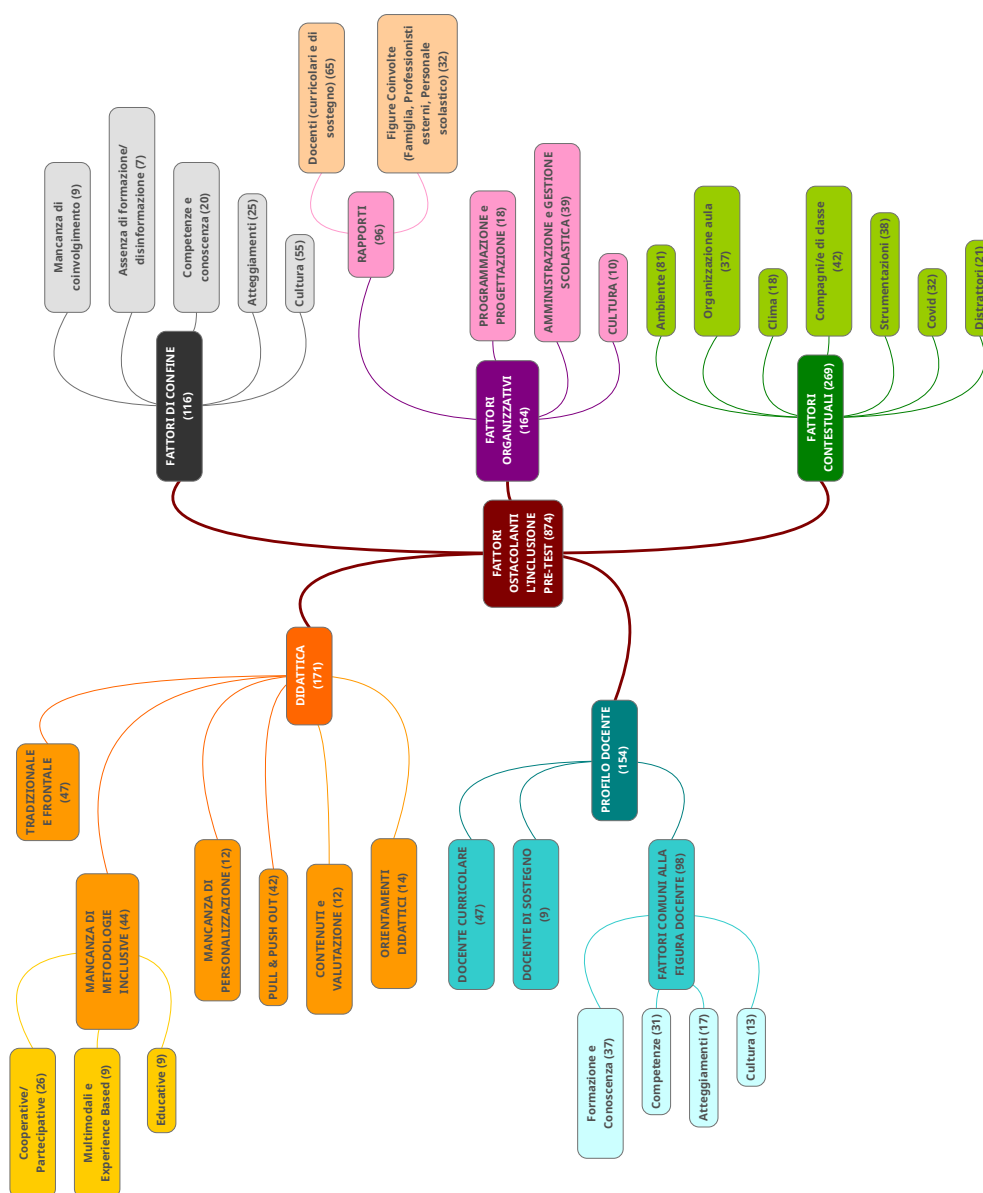 FATTORI
OSTACOLANTI
L'INCLUSIONE
PRE-TEST (874)
FATTORI DI CONFINE
(116)
Mancanza di
coinvolgimento (9)
Assenza di formazione/
disinformazione (7)
Competenze e
conoscenza (20)
Atteggiamenti (25)
Cultura (55)
FATTORI
ORGANIZZATIVI
(164)
RAPPORTI
(96)
Docenti (curricolari e di
sostegno) (65)
Figure Coinvolte
(Famiglia, Professionisti
esterni, Personale
scolastico) (32)
PROGRAMMAZIONE e
PROGETTAZIONE (18)
AMMINISTRAZIONE e GESTIONE
SCOLASTICA (39)
CULTURA (10)
FATTORI
CONTESTUALI (269)
Ambiente (81)
Organizzazione aula
(37)
Clima (18)
Compagni/e di classe
(42)
Strumentazioni (38)
Covid (32)
Distrattori (21)
DIDATTICA
(171)
TRADIZIONALE
E FRONTALE
(47)
MANCANZA DI
METODOLOGIE
INCLUSIVE (44)
Cooperative/
Partecipative (26)
Multimodali e
Experience Based (9)
Educative (9)
MANCANZA DI
PERSONALIZZAZIONE (12)
PULL & PUSH OUT (42)
CONTENUTI e
VALUTAZIONE (12)
ORIENTAMENTI
DIDATTICI (14)
PROFILO DOCENTE
(154)
DOCENTE CURRICOLARE
(47)
DOCENTE DI SOSTEGNO
(9)
FATTORI COMUNI ALLA
FIGURA DOCENTE (98)
Formazione e
Conoscenza (37)
Competenze (31)
Atteggiamenti (17)
Cultura (13)